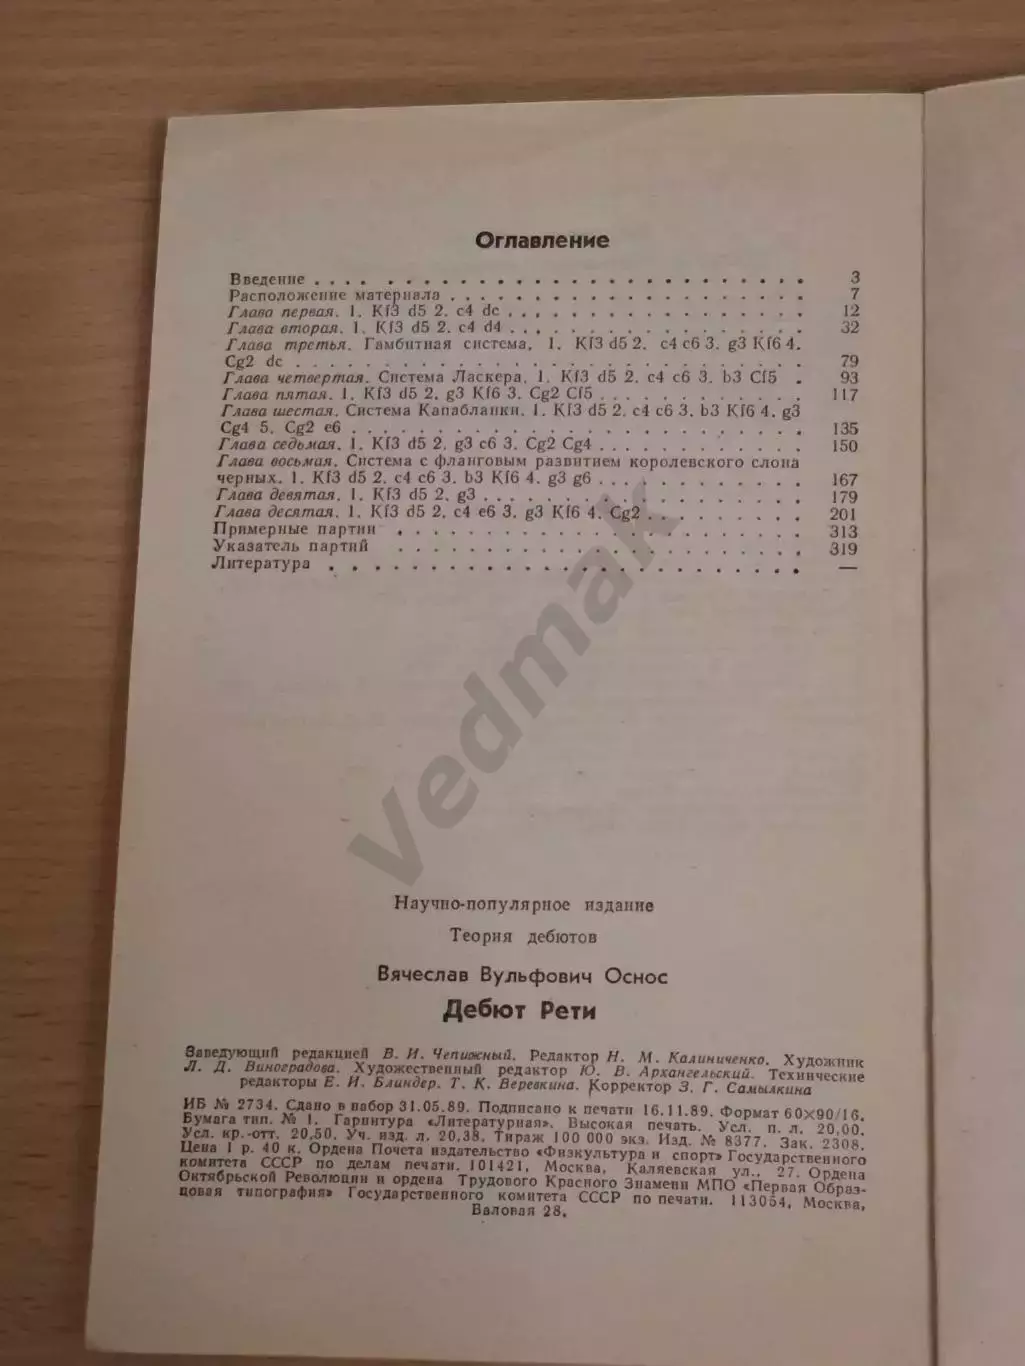 Оглавление
Введение 3
Расположение материала 7
Глава первая. 1. Kf3 d5 2. c4 dc 12
Глава вторая. 1. Kf3 d5 2. c4 d4 32
Глава третья. Гамбитная система. 1. Kf3 d5 2. c4 c6 3. g3 Kf6 4.
Cg2 dc 79
Глава четвертая. Система Ласкера. 1. Kf3 d5 2. c4 c6 3. b3 Cf5 93
Глава пятая. 1. Kf3 d5 2. g3 Kf6 3. Cg2 Cf5 117
Глава шестая. Система Капабланки. 1. Kf3 d5 2. c4 c6 3. b3 Kf6 4. g3
Cg4 5. Cg2 e6 135
Глава седьмая. 1. Kf3 d5 2. g3 c6 3. Cg2 Cg4 150
Глава восьмая. Система с фланговым развитием королевского слона
черных. 1. Kf3 d5 2. c4 c6 3. b3 Kf6 4. g3 g6 167
Глава девятая. 1. Kf3 d5 2. g3 179
Глава десятая. 1. Kf3 d5 2. c4 e6 3. g3 Kf6 4. Cg2 201
Примерные партии 313
Указатель партий 319
Литература —
Vedmak
Научно-популярное издание
Теория дебютов
Вячеслав Вульфович Оснос
Дебют Рети
Заведующий редакцией В. И. Чепижный. Редактор Н. М. Калиниченко. Художник
Л. Д. Виноградова. Художественный редактор Ю. В. Архангельский. Технические
редакторы Е. И. Блиндер, Т. К. Веревкина. Корректор З. Г. Самылкина
ИБ № 2734. Сдано в набор 31.05.89. Подписано к печати 16.11.89. Формат 60×90/16.
Бумага тип. № 1. Гарнитура «Литературная». Высокая печать. Усл. п. л. 20,00.
Усл. кр.-отт. 20,50. Уч. изд. л. 20,38. Тираж 100 000 экз. Изд. № 8377. Зак. 2308.
Цена 1 р. 40 к. Ордена Почета издательство «Физкультура и спорт» Государственного
комитета СССР по делам печати. 101421, Москва, Каляевская ул., 27. Ордена
Октябрьской Революции и ордена Трудового Красного Знамени МПО «Первая Образ-
цовая типография» Государственного комитета СССР по печати. 113054, Москва,
Валовая 28.